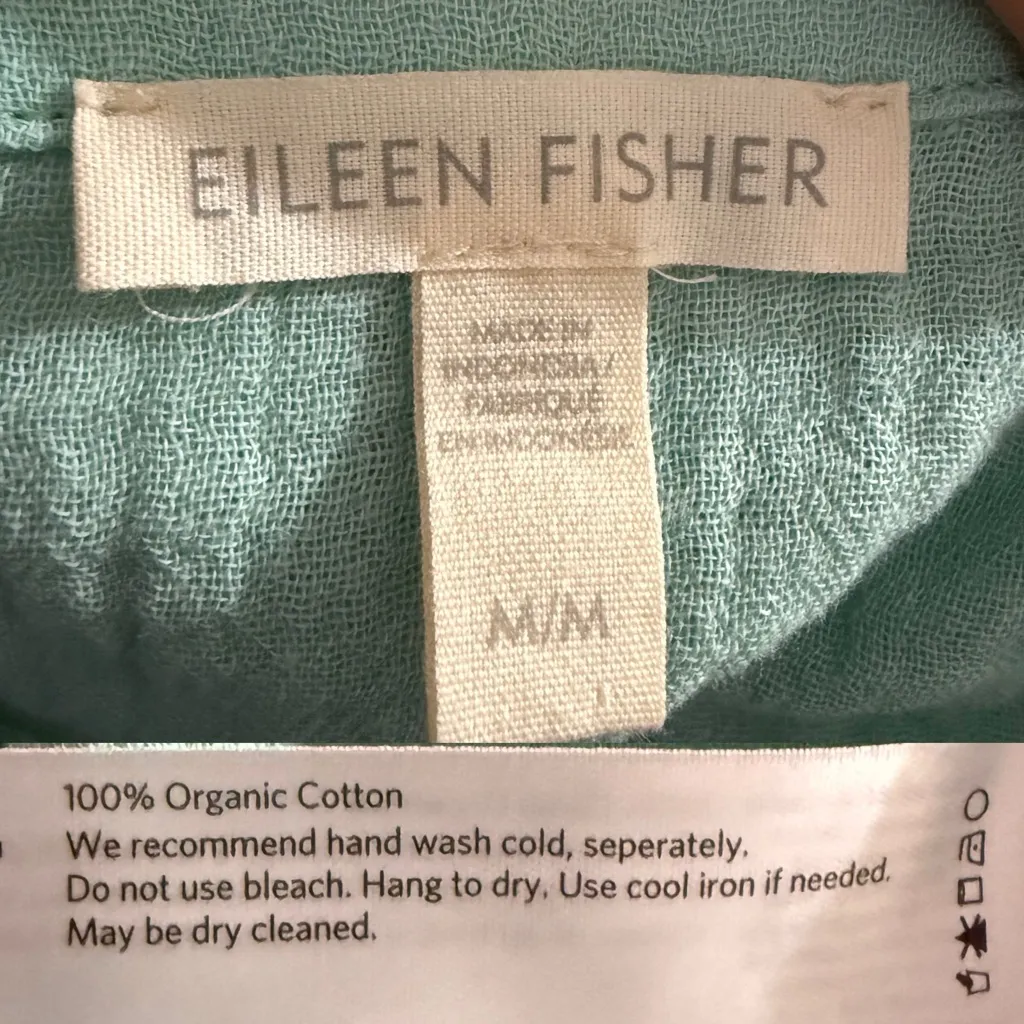 EILEEN FISHER
MADE IN
INDONESIA/
FABRIQUÉ
EN INDONÉSIE
M/M
100% Organic Cotton
We recommend hand wash cold, seperately.
Do not use bleach. Hang to dry. Use cool iron if needed.
May be dry cleaned.